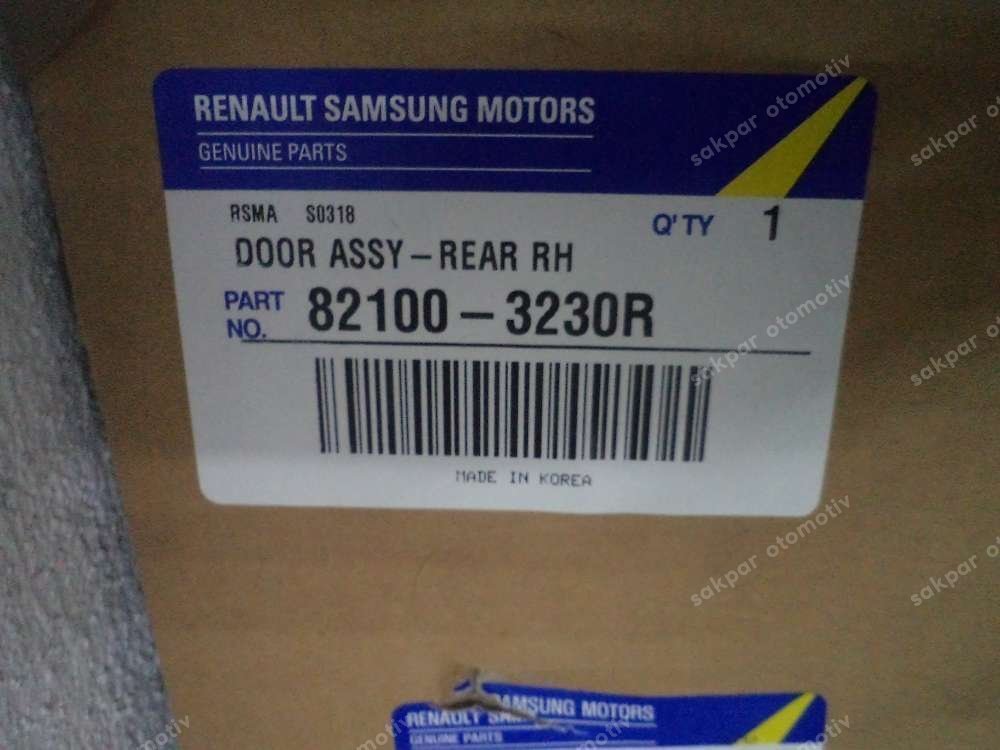 RENAULT SAMSUNG MOTORS
GENUINE PARTS
RSMA S0318
Q'TY 1
DOOR ASSY-REAR RH
PART NO. 82100-3230R
MADE IN KOREA
RENAULT SAMSUNG MOTORS
GENUINE PARTS
sakpar otomotiv
sakpar otomotiv
sakpar otomotiv
sakpar otomotiv
sakpar otomotiv
sakpar otomotiv